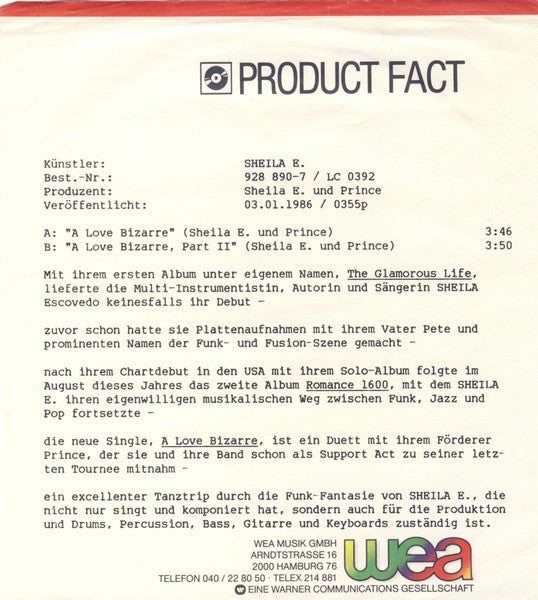 PRODUCT FACT
Künstler: SHEILA E.
Best.-Nr.: 928 890-7 / LC 0392
Produzent: Sheila E. und Prince
Veröffentlicht: 03.01.1986 / 0355p
A: "A Love Bizarre" (Sheila E. und Prince) 3:46
B: "A Love Bizarre, Part II" (Sheila E. und Prince) 3:50
Mit ihrem ersten Album unter eigenem Namen, The Glamorous Life,
lieferte die Multi-Instrumentistin, Autorin und Sängerin SHEILA
Escovedo keinesfalls ihr Debut -
zuvor schon hatte sie Plattenaufnahmen mit ihrem Vater Pete und
prominenten Namen der Funk- und Fusion-Szene gemacht -
nach ihrem Chartdebut in den USA mit ihrem Solo-Album folgte im
August dieses Jahres das zweite Album Romance 1600, mit dem SHEILA
E. ihren eigenwilligen musikalischen Weg zwischen Funk, Jazz und
Pop fortsetzte -
die neue Single, A Love Bizarre, ist ein Duett mit ihrem Förderer
Prince, der sie und ihre Band schon als Support Act zu seiner letz-
ten Tournee mitnahm -
ein excellenter Tanztrip durch die Funk-Fantasie von SHEILA E., die
nicht nur singt und komponiert hat, sondern auch für die Produktion
und Drums, Percussion, Bass, Gitarre und Keyboards zuständig ist.
WEA MUSIK GMBH
ARNDTSTRASSE 16
2000 HAMBURG 76
TELEFON 040 / 22 80 50 · TELEX 214 881
EINE WARNER COMMUNICATIONS GESELLSCHAFT
wea